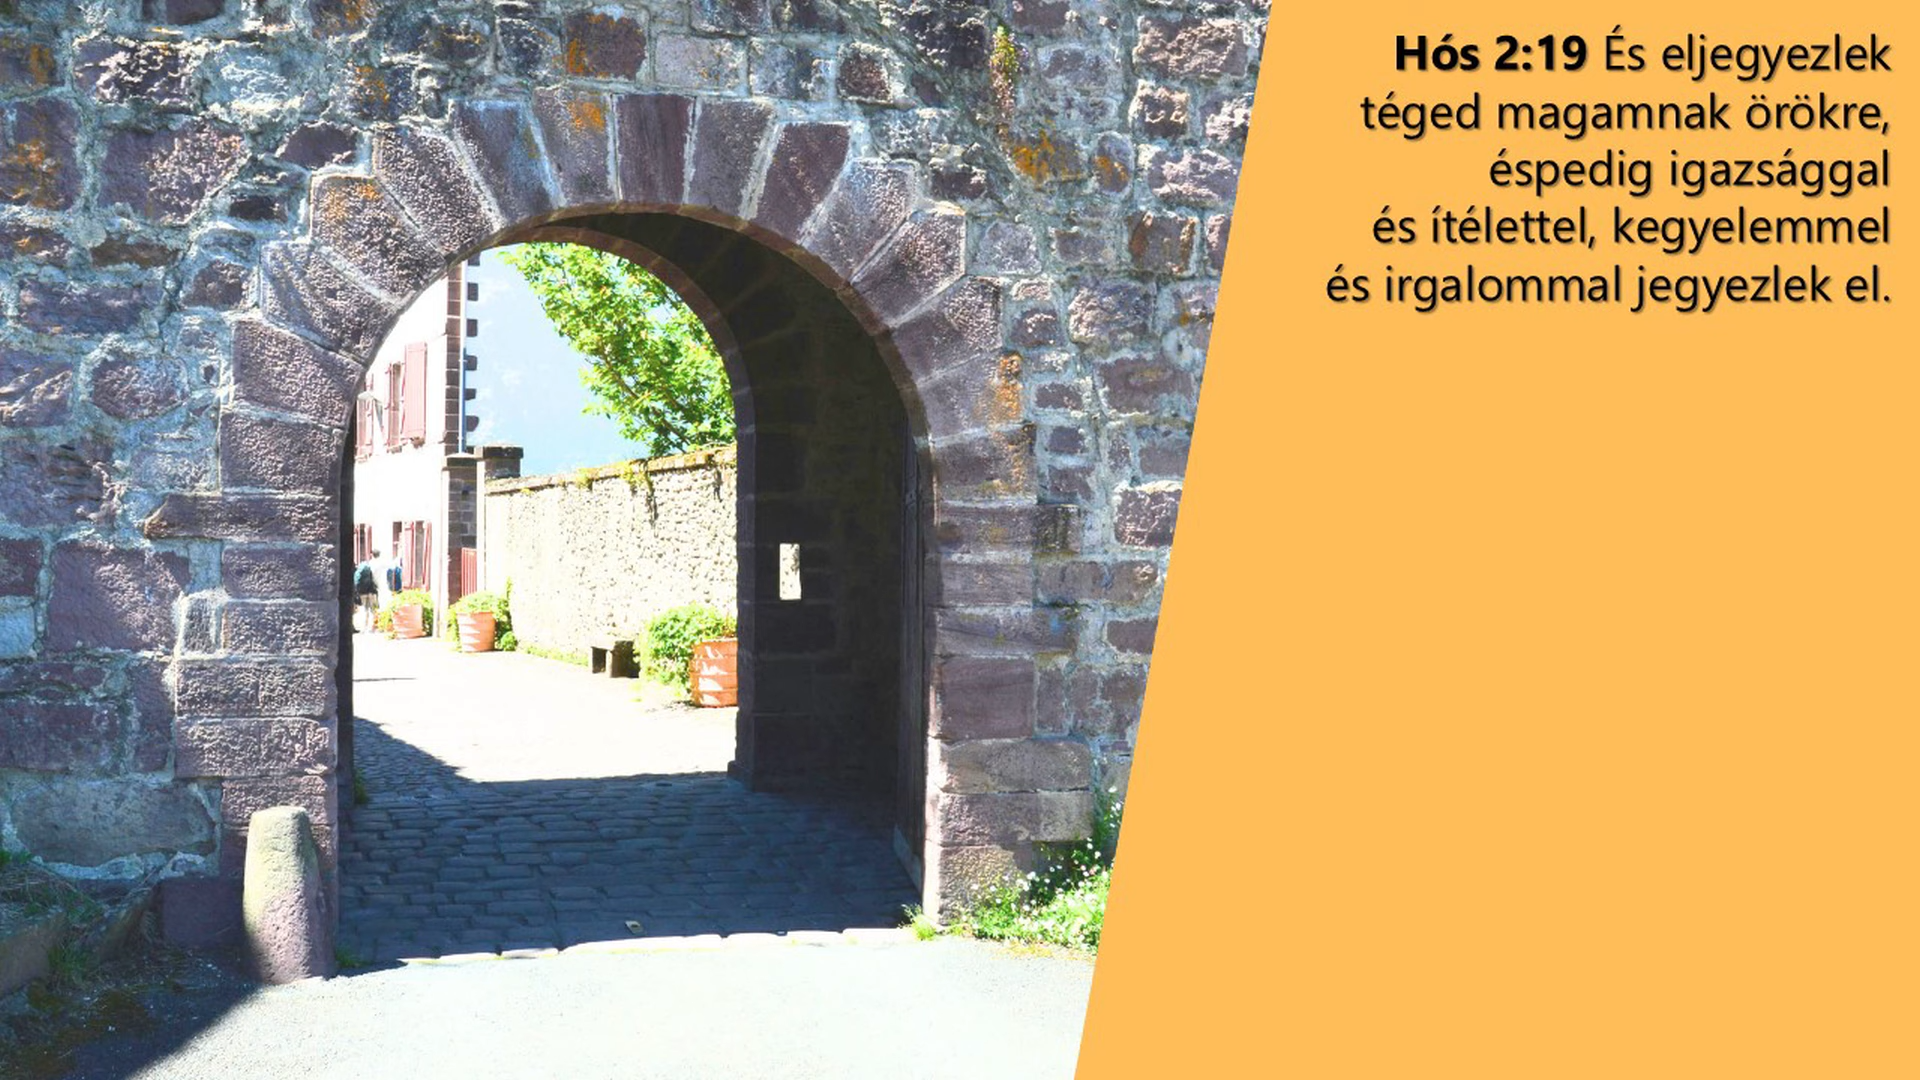 Hós 2:19 És eljegyezlek
téged magamnak örökre,
éspedig igazsággal
és ítélettel, kegyelemmel
és irgalommal jegyezlek el.